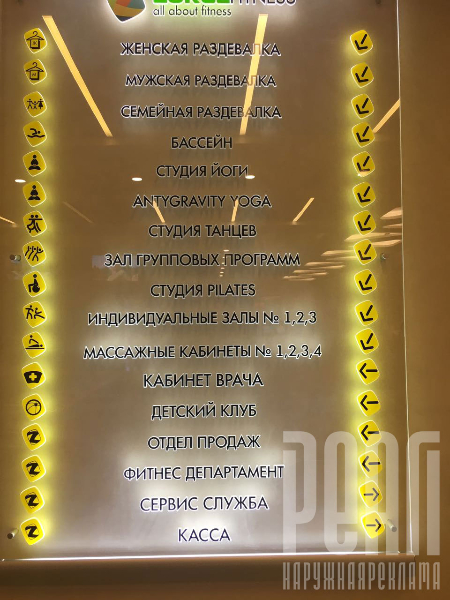 FITNESS
all about fitness
ЖЕНСКАЯ РАЗДЕВАЛКА
МУЖСКАЯ РАЗДЕВАЛКА
СЕМЕЙНАЯ РАЗДЕВАЛКА
БАССЕЙН
СТУДИЯ ЙОГИ
ANTYGRAVITY YOGA
СТУДИЯ ТАНЦЕВ
ЗАЛ ГРУППОВЫХ ПРОГРАММ
СТУДИЯ PILATES
ИНДИВИДУАЛЬНЫЕ ЗАЛЫ № 1,2,3
МАССАЖНЫЕ КАБИНЕТЫ № 1,2,3,4
КАБИНЕТ ВРАЧА
ДЕТСКИЙ КЛУБ
ОТДЕЛ ПРОДАЖ
ФИТНЕС ДЕПАРТАМЕНТ
СЕРВИС СЛУЖБА
КАССА
РЕАЛ
НАРУЖНАЯРЕКЛАМА